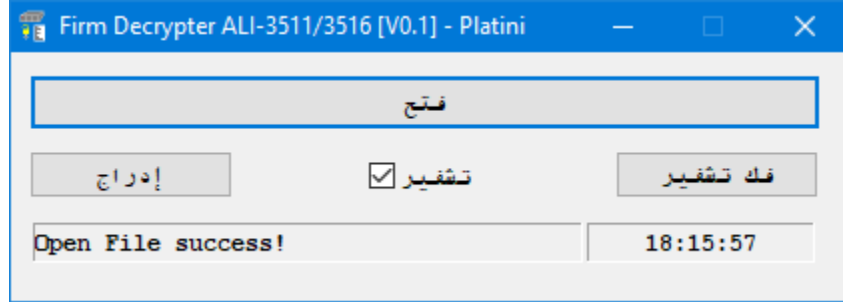 Firm Decrypter ALI-3511/3516 [V0.1] - Platini
فتح
فك تشفير
تشفير
إدراج
Open File success!
18:15:57